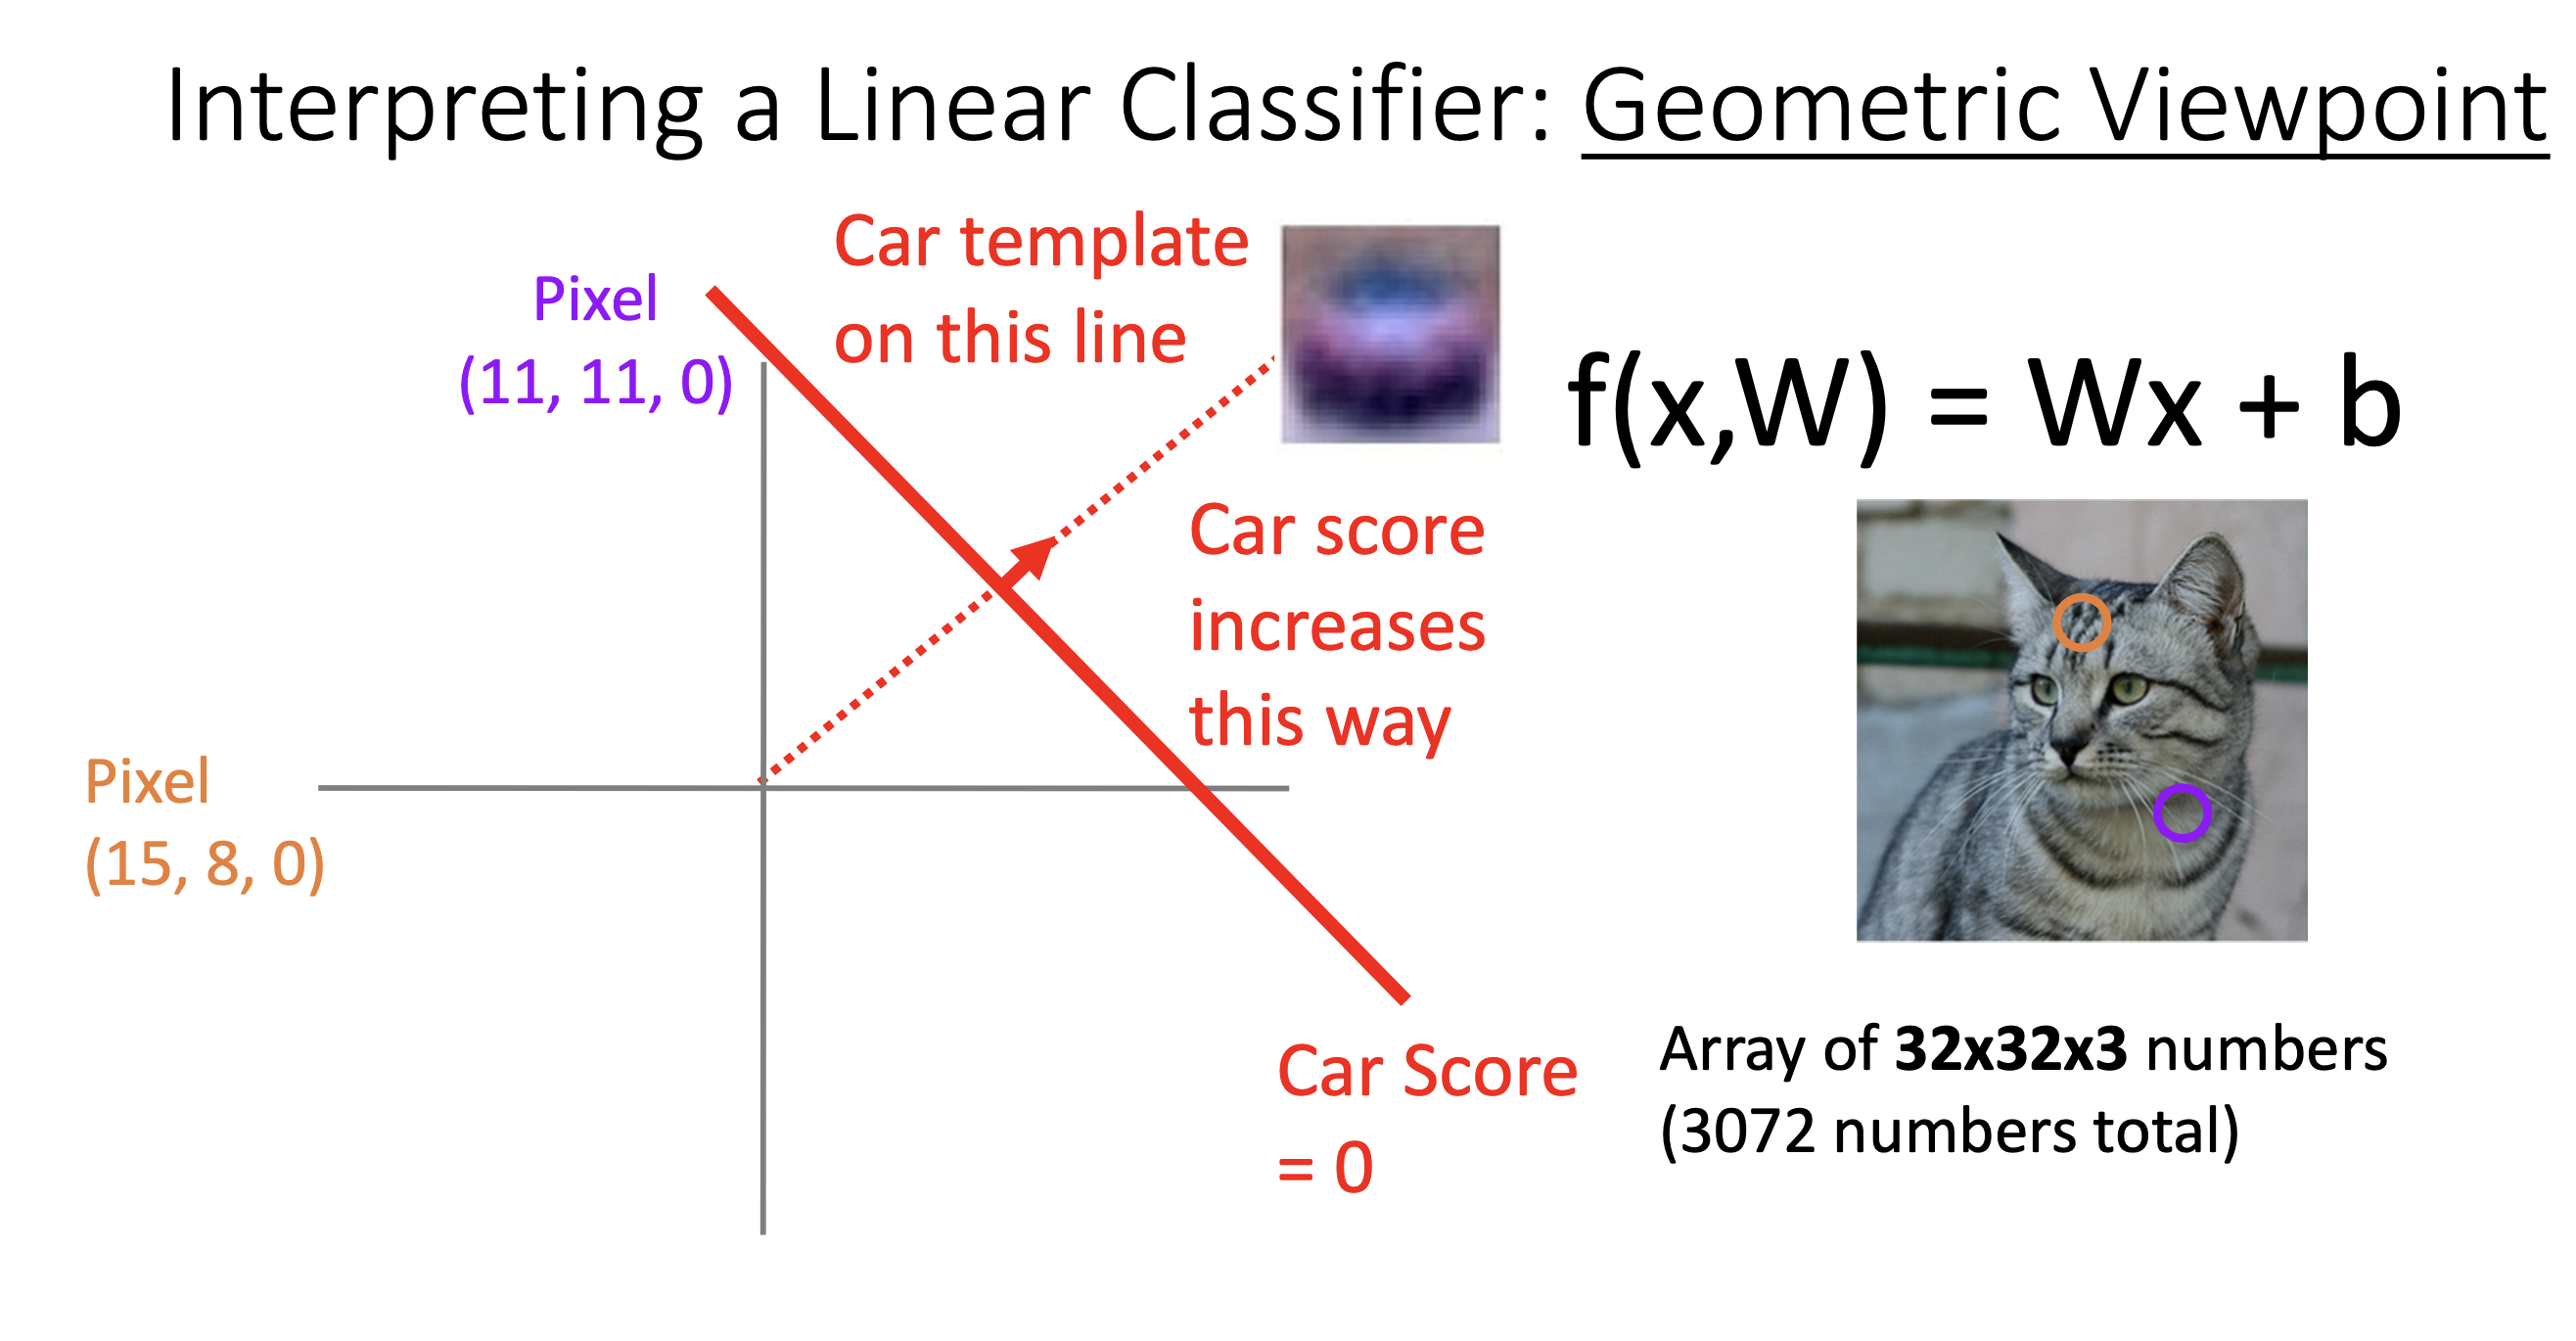 Interpreting a Linear Classifier: Geometric Viewpoint
Car template
on this line
Pixel
(11, 11, 0)
f(x,W) = Wx + b
Car score
increases
this way
Pixel
(15, 8, 0)
Car Score
= 0
Array of 32x32x3 numbers
(3072 numbers total)